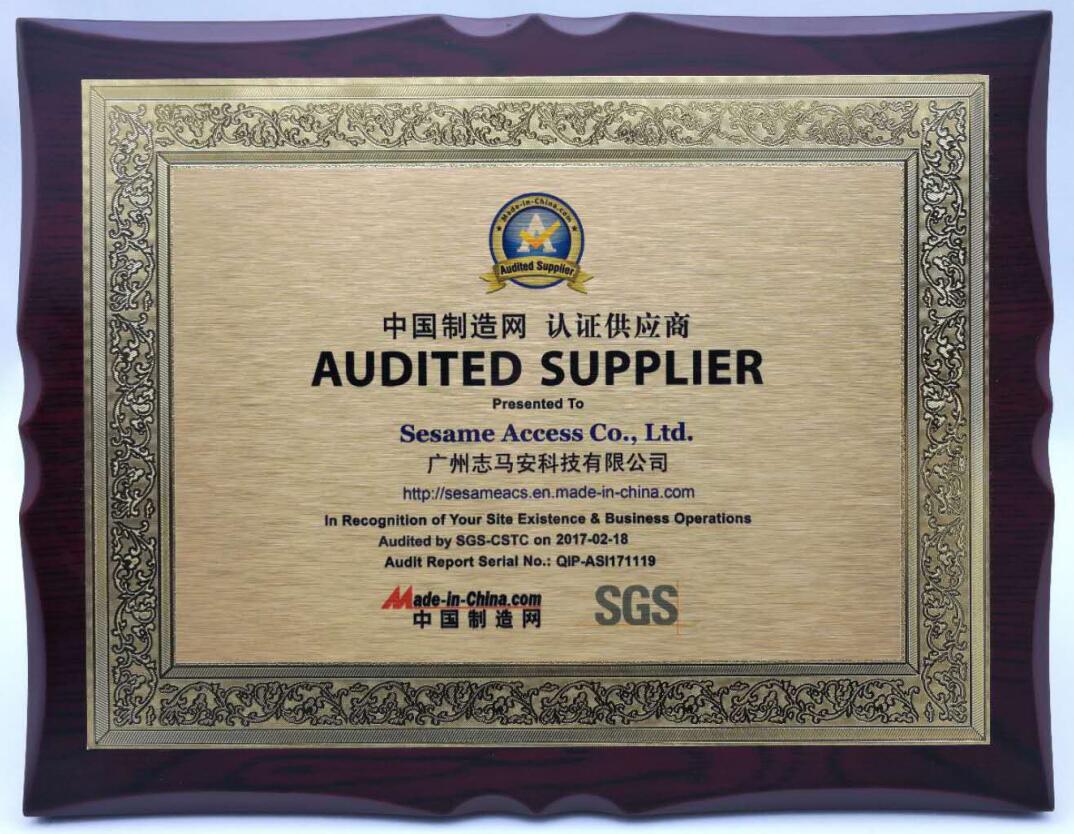 Made-in-China.com
A
Audited Supplier
中国制造网 认证供应商
AUDITED SUPPLIER
Presented To
Sesame Access Co., Ltd.
广州志马安科技有限公司
http://sesameacs.en.made-in-china.com
In Recognition of Your Site Existence & Business Operations
Audited by SGS-CSTC on 2017-02-18
Audit Report Serial No.: QIP-ASI171119
Made-in-China.com
中国制造网
SGS